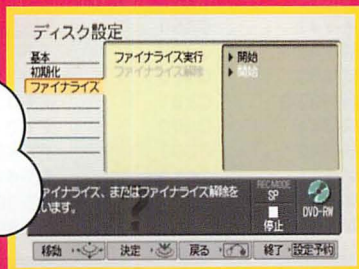 ディスク設定
基本
初期化
ファイナライズ
ファイナライズ実行 ▶開始
ファイナライズ解除 ▶開始
ァイナライズ、またはファイナライズ解除を
います。
REC MODE
SP
停止
DVD-RW
移動 決定 戻る 終了 設定予約